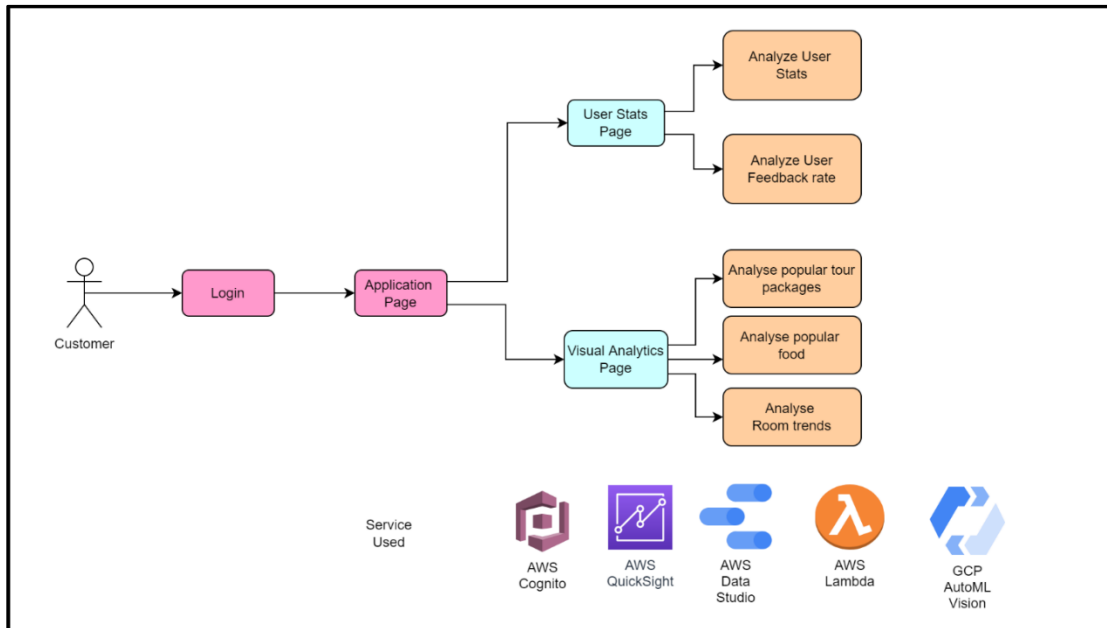 Analyze User
Stats
User Stats
Page
Analyze User
Feedback rate
Customer
Login
Application
Page
Visual Analytics
Page
Analyse popular tour
packages
Analyse popular
food
Analyse
Room trends
Service
Used
AWS
Cognito
AWS
QuickSight
AWS
Data
Studio
AWS
Lambda
GCP
AutoML
Vision